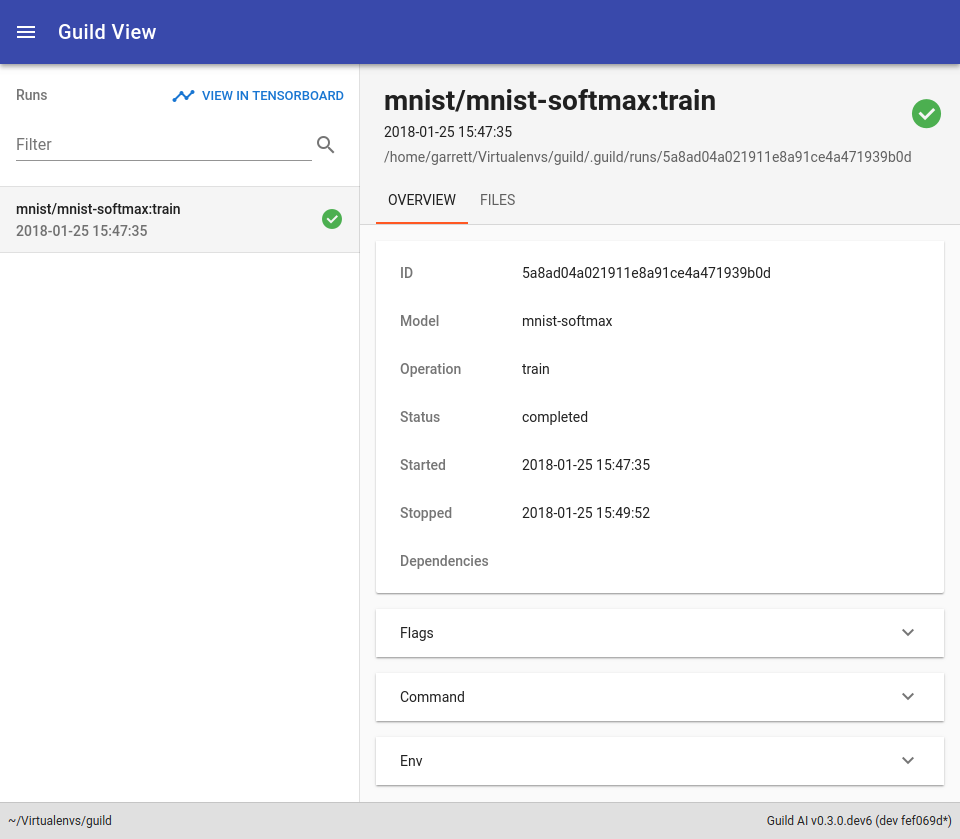 Guild View
Runs
VIEW IN TENSORBOARD
Filter
mnist/mnist-softmax:train
2018-01-25 15:47:35
mnist/mnist-softmax:train
2018-01-25 15:47:35
/home/garrett/Virtualenvs/guild/.guild/runs/5a8ad04a021911e8a91ce4a471939b0d
OVERVIEW FILES
ID 5a8ad04a021911e8a91ce4a471939b0d
Model mnist-softmax
Operation train
Status completed
Started 2018-01-25 15:47:35
Stopped 2018-01-25 15:49:52
Dependencies
Flags
Command
Env
~/Virtualenvs/guild
Guild AI v0.3.0.dev6 (dev fef069d*)